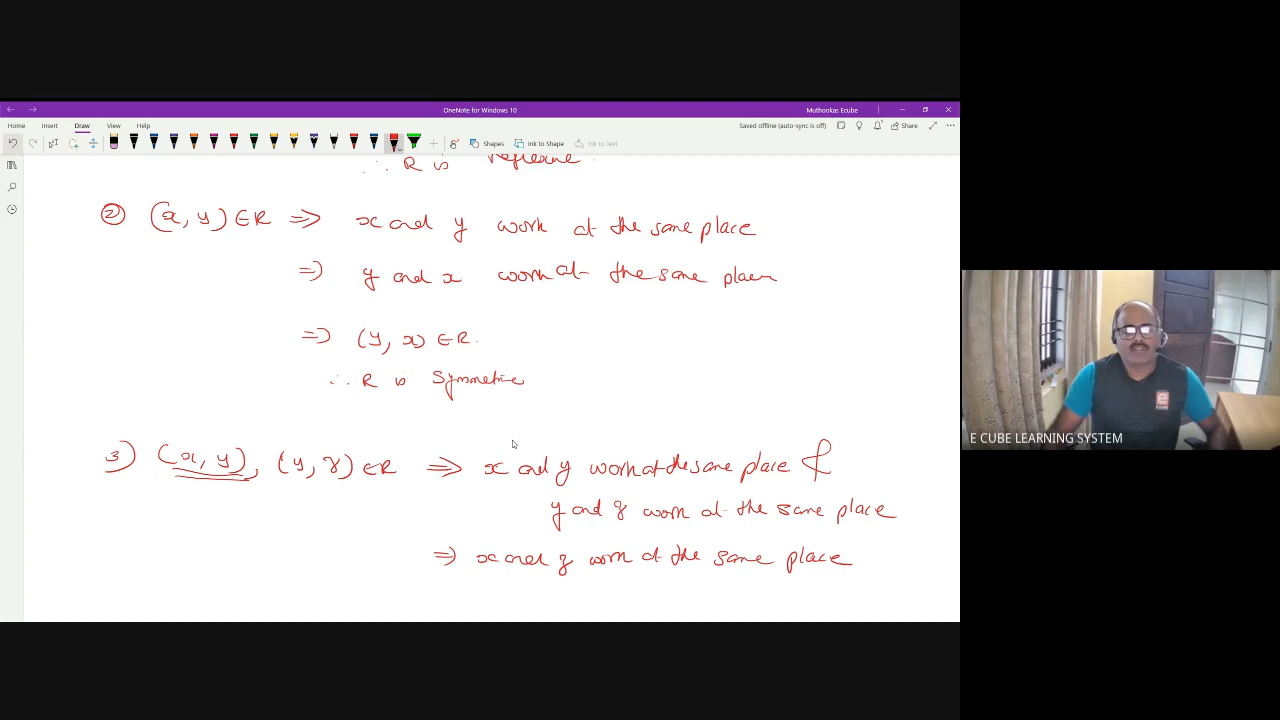 OneNote for Windows 10
Muthookas Ecube
Home Insert Draw View Help
Saved offline (auto-sync is off) Share
Shapes Ink to Shape Ink to Text
∴ R is Reflexive.
② (x, y) ∈ R ⇒ x and y work at the same place
⇒ y and x work at the same place
⇒ (y, x) ∈ R.
∴ R is Symmetric
3) (x, y), (y, z) ∈ R ⇒ x and y work at the same place &
y and z work at the same place
⇒ x and z work at the same place
E CUBE LEARNING SYSTEM